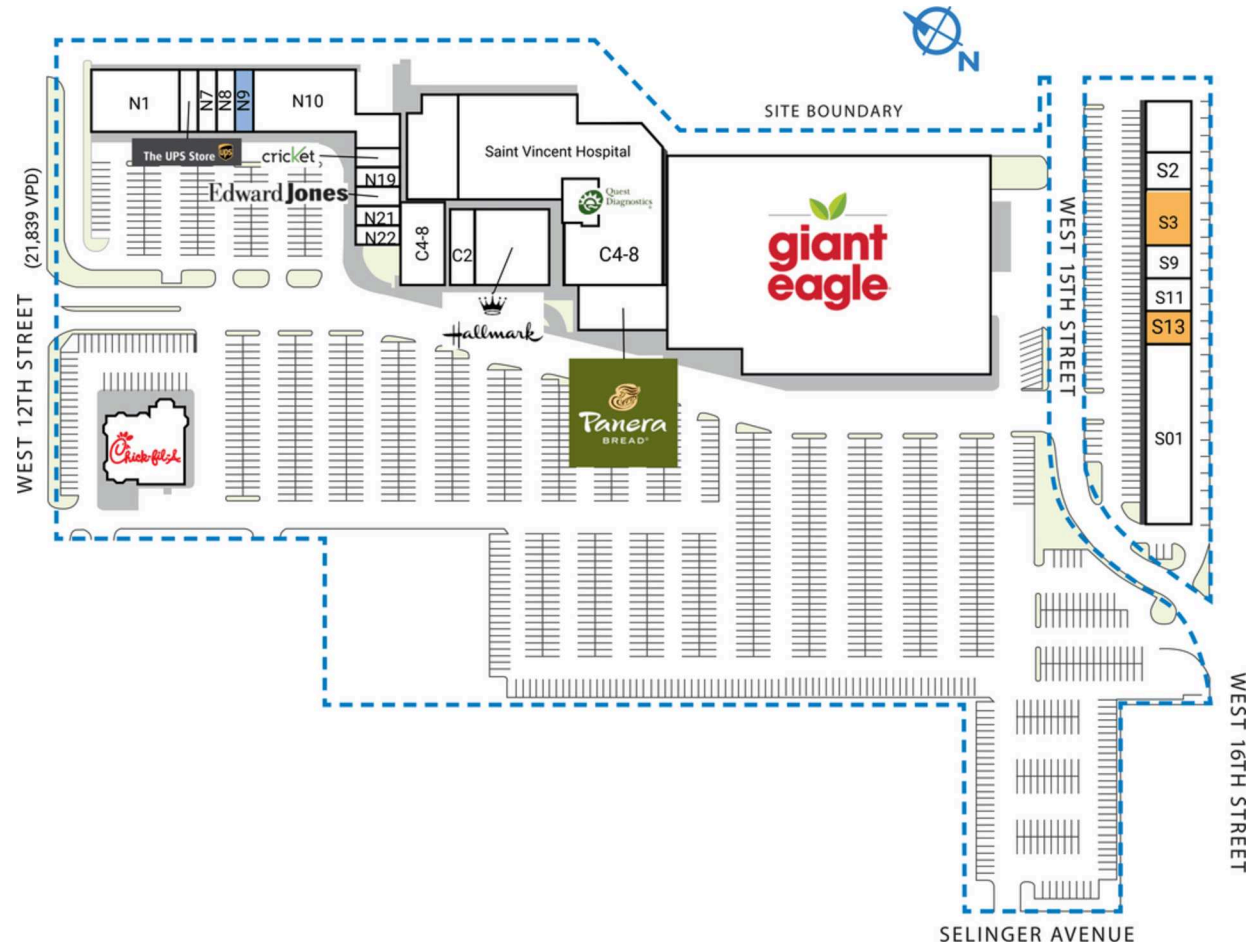 N
SITE BOUNDARY
N1
N7
N8
N9
N10
The UPS Store
ups
cricket
Edward Jones
N19
N21
N22
Saint Vincent Hospital
Quest
Diagnostics
C4-8
C2
C4-8
Hallmark
giant
eagle
Panera
BREAD
Chick-fil-A
WEST 12TH STREET (21,839 VPD)
WEST 15TH STREET
S2
S3
S9
S11
S13
S01
WEST 16TH STREET
SELINGER AVENUE